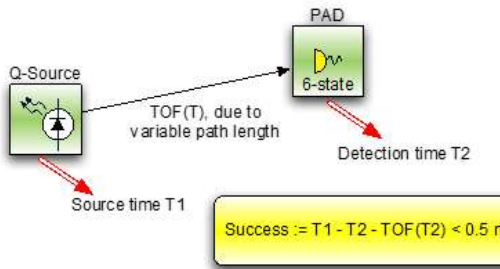 PAD
Q-Source
6-state
TOF(T), due to
variable path length
Detection time T2
Source time T1
Success := T1 - T2 - TOF(T2) < 0.5